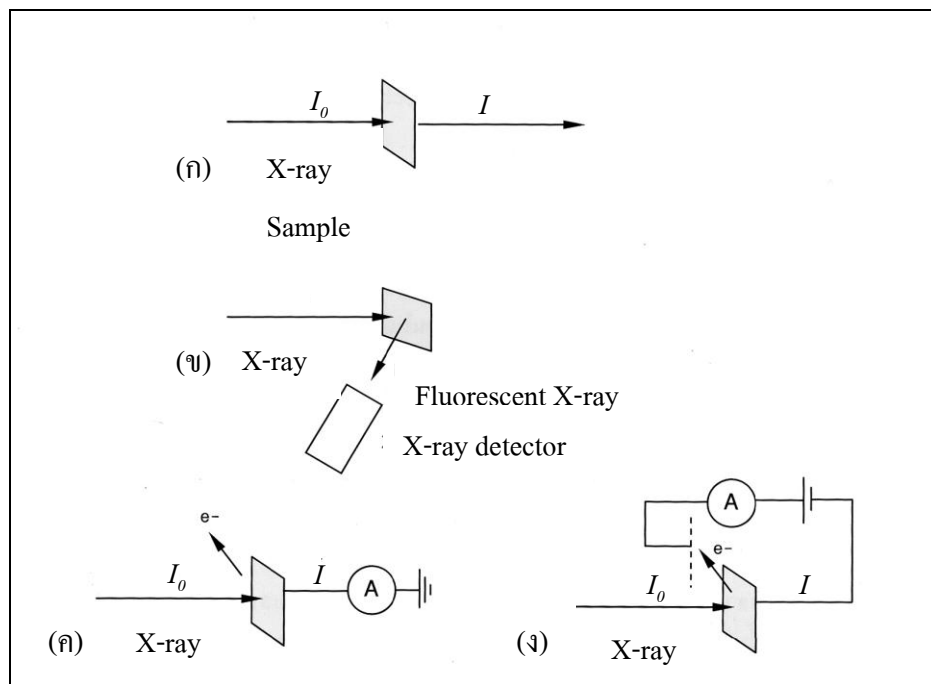 I₀ I
(ก) X-ray
Sample
(ข) X-ray
Fluorescent X-ray
X-ray detector
e-
I₀ I A
(ค) X-ray
A
e-
I₀ I
(ง) X-ray